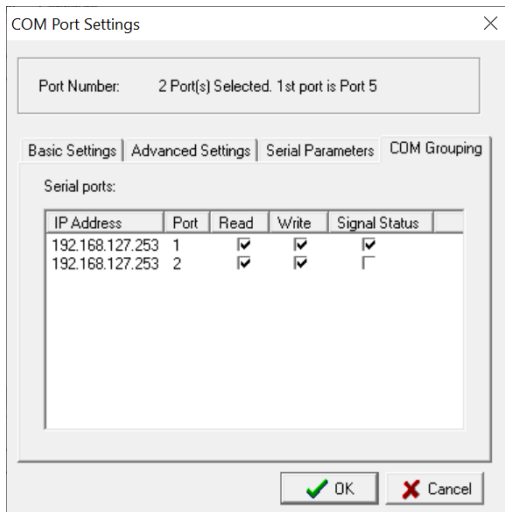 COM Port Settings
Port Number: 2 Port(s) Selected. 1st port is Port 5
Basic Settings Advanced Settings Serial Parameters COM Grouping
Serial ports:
IP Address Port Read Write Signal Status
192.168.127.253 1
192.168.127.253 2
OK Cancel